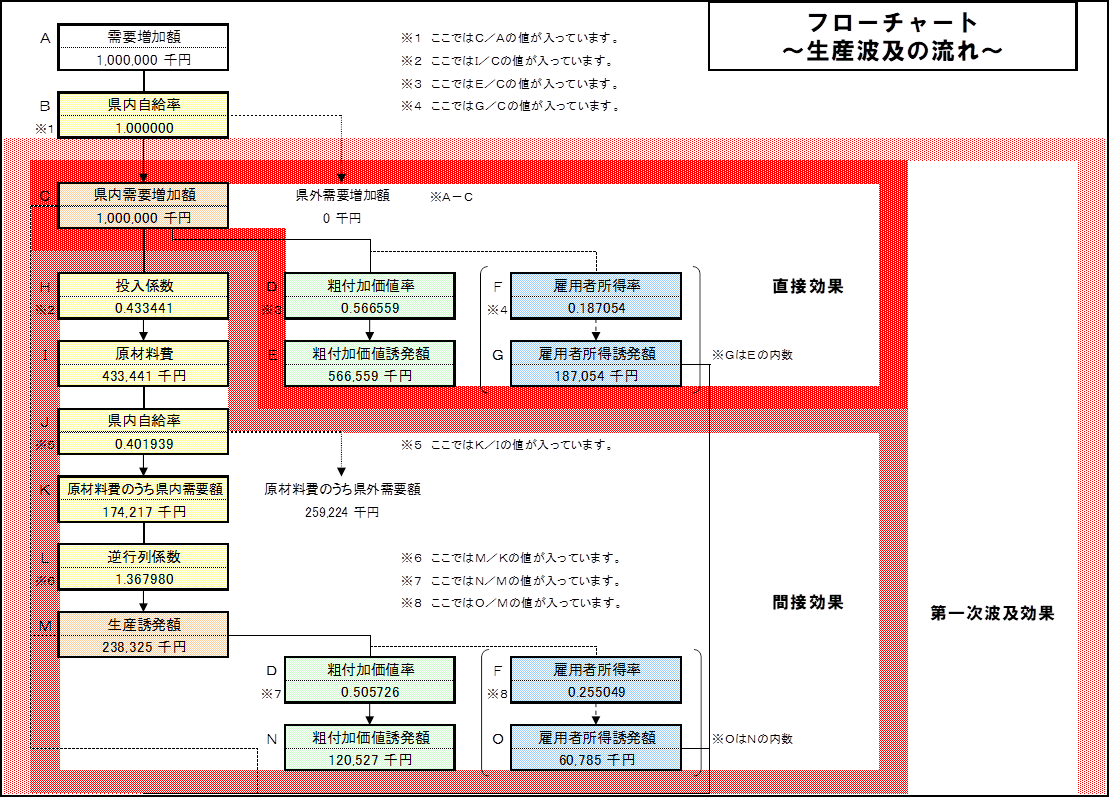 フローチャート
～生産波及の流れ～
A
需要増加額
1,000,000 千円
※1 ここではC／Aの値が入っています。
※2 ここではI／Cの値が入っています。
※3 ここではE／Cの値が入っています。
※4 ここではG／Cの値が入っています。
B
※1
県内自給率
1.000000
C
県内需要増加額
1,000,000 千円
県外需要増加額
0 千円
※A－C
H
※2
投入係数
0.433441
D
※3
粗付加価値率
0.566559
F
※4
雇用者所得率
0.187054
直接効果
I
原材料費
433,441 千円
E
粗付加価値誘発額
566,559 千円
G
雇用者所得誘発額
187,054 千円
※GはEの内数
J
※5
県内自給率
0.401939
※5 ここではK／Iの値が入っています。
K
原材料費のうち県内需要額
174,217 千円
原材料費のうち県外需要額
259,224 千円
L
※6
逆行列係数
1.367980
※6 ここではM／Kの値が入っています。
※7 ここではN／Mの値が入っています。
※8 ここではO／Mの値が入っています。
間接効果
第一次波及効果
M
生産誘発額
238,325 千円
D
※7
粗付加価値率
0.505726
F
※8
雇用者所得率
0.255049
N
粗付加価値誘発額
120,527 千円
O
雇用者所得誘発額
60,785 千円
※OはNの内数